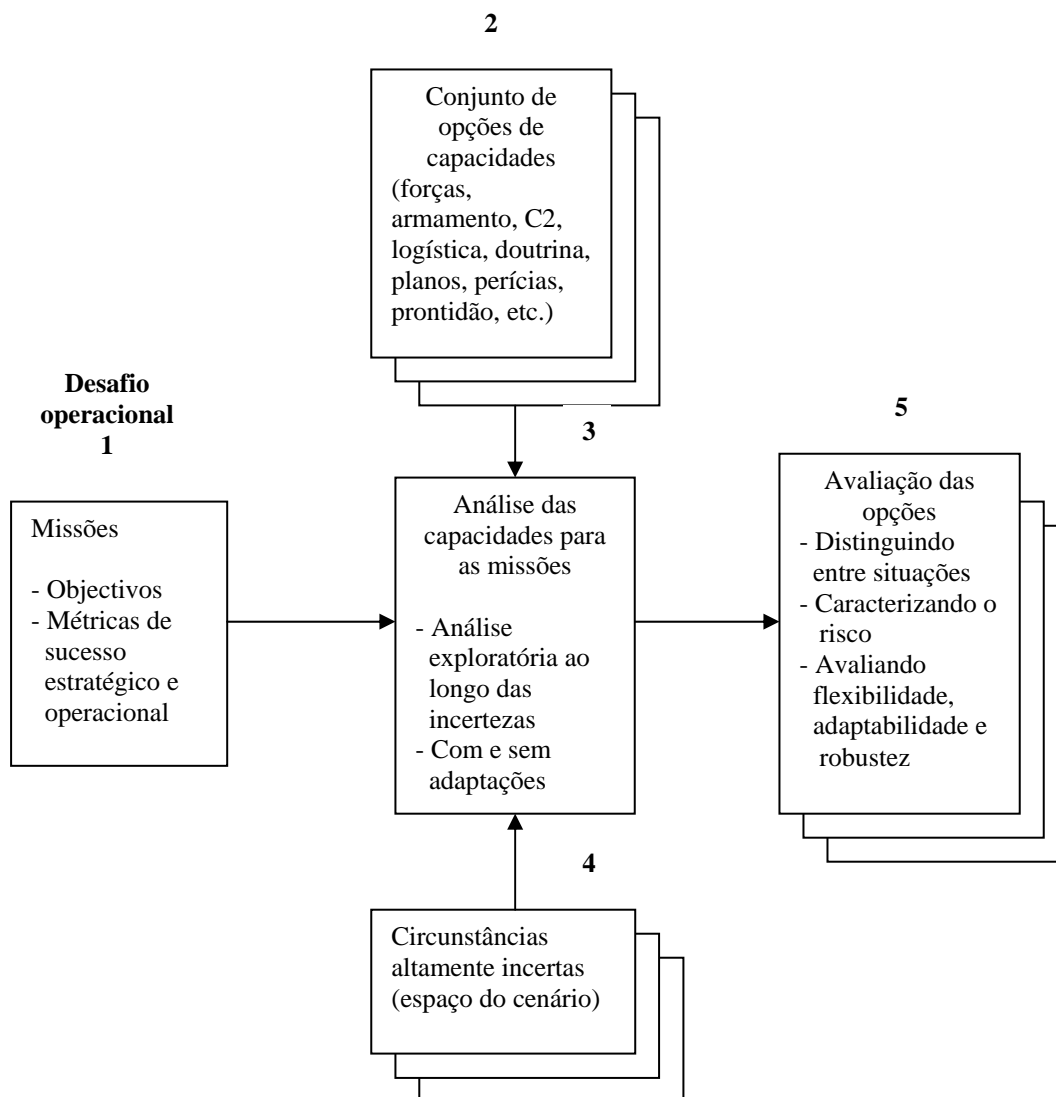 2
Conjunto de
opções de
capacidades
(forças,
armamento, C2,
logística, doutrina,
planos, perícias,
prontidão, etc.)
Desafio
operacional
1
Missões
- Objectivos
- Métricas de
sucesso
estratégico e
operacional
3
Análise das
capacidades para
as missões
- Análise
exploratória ao
longo das
incertezas
- Com e sem
adaptações
5
Avaliação das
opções
- Distinguindo
entre situações
- Caracterizando o
risco
- Avaliando
flexibilidade,
adaptabilidade e
robustez
4
Circunstâncias
altamente incertas
(espaço do cenário)